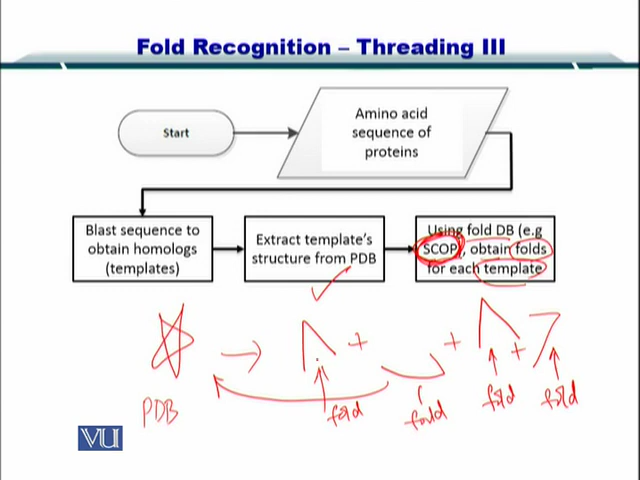 Fold Recognition – Threading III
Start
Amino acid
sequence of
proteins
Blast sequence to
obtain homologs
(templates)
Extract template's
structure from PDB
Using fold DB (e.g
SCOP), obtain folds
for each template
+
+
+
PDB
fold
fould
fold
fold
VU